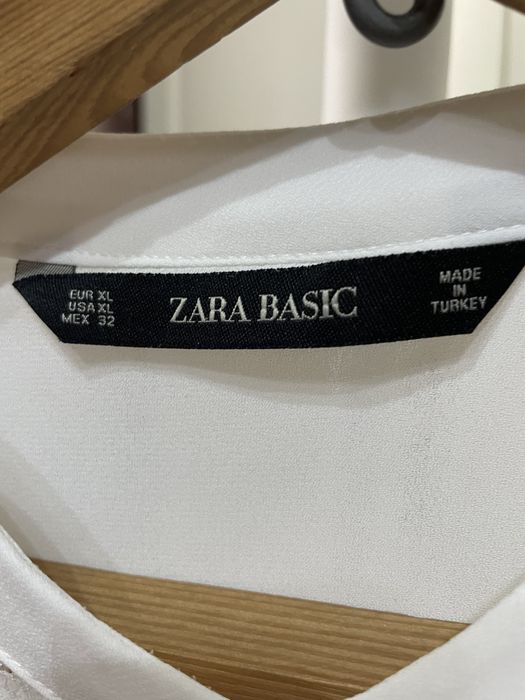 EUR XL
USA XL
MEX 32
ZARA BASIC
MADE
IN
TURKEY